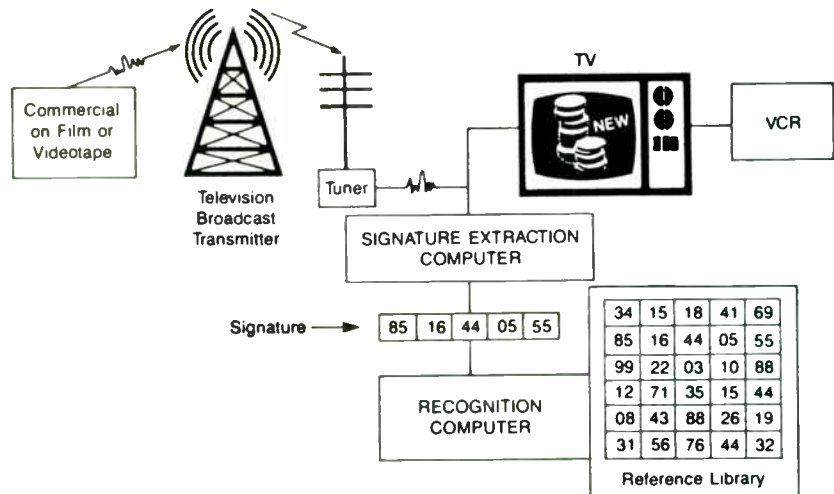 TV
Commercial
on Film or
Videotape
NEW
VCR
Tuner
Television
Broadcast
Transmitter
SIGNATURE EXTRACTION
COMPUTER
Signature
85 16 44 05 55
RECOGNITION
COMPUTER
34 15 18 41 69
85 16 44 05 55
99 22 03 10 88
12 71 35 15 44
08 43 88 26 19
31 56 76 44 32
Reference Library